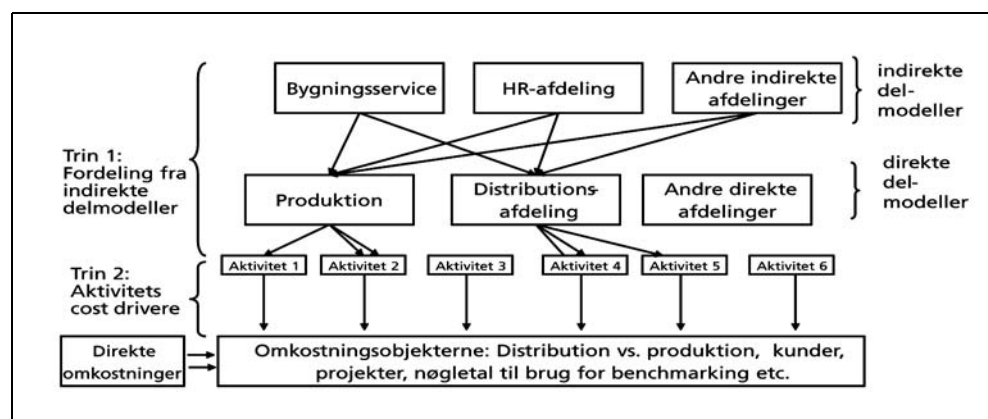 Bygningsservice
HR-afdeling
Andre indirekte
afdelinger
indirekte
del-
modeller
Trin 1:
Fordeling fra
indirekte
delmodeller
Produktion
Distributions-
afdeling
Andre direkte
afdelinger
direkte
del-
modeller
Aktivitet 1
Aktivitet 2
Aktivitet 3
Aktivitet 4
Aktivitet 5
Aktivitet 6
Trin 2:
Aktivitets
cost drivere
Direkte
omkostninger
Omkostningsobjekterne: Distribution vs. produktion, kunder,
projekter, nøgletal til brug for benchmarking etc.